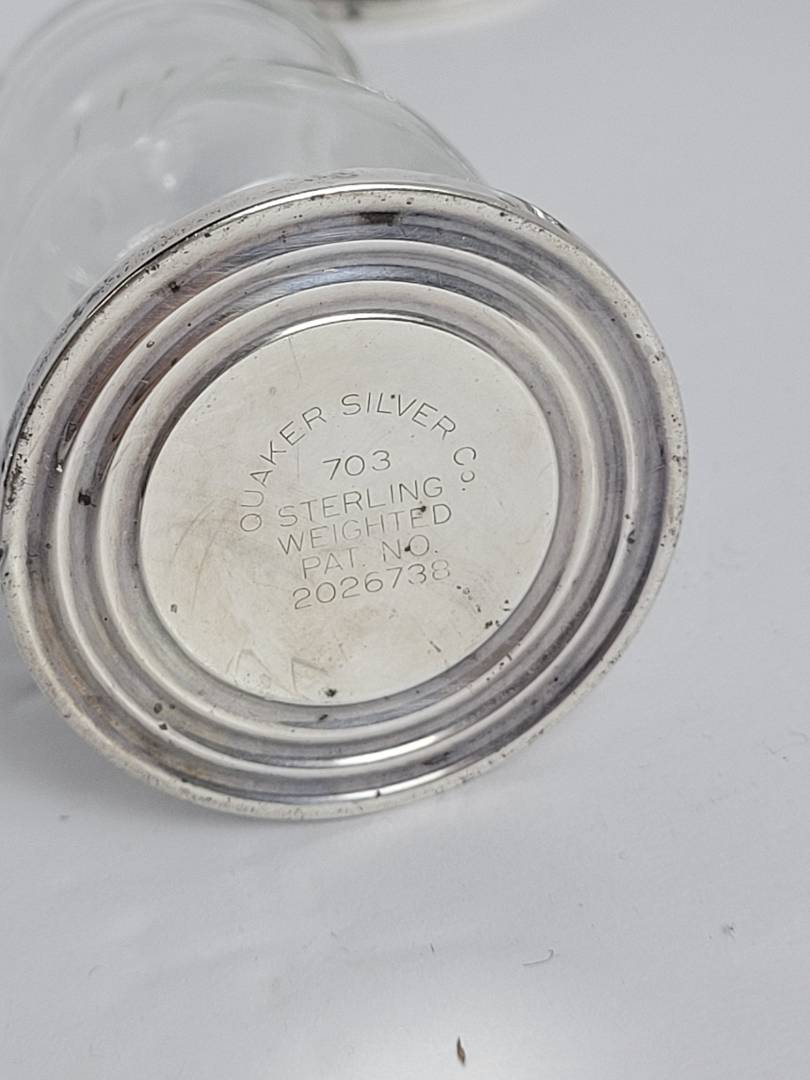 QUAKER SILVER Co.
703
STERLING
WEIGHTED
PAT. NO.
2026738